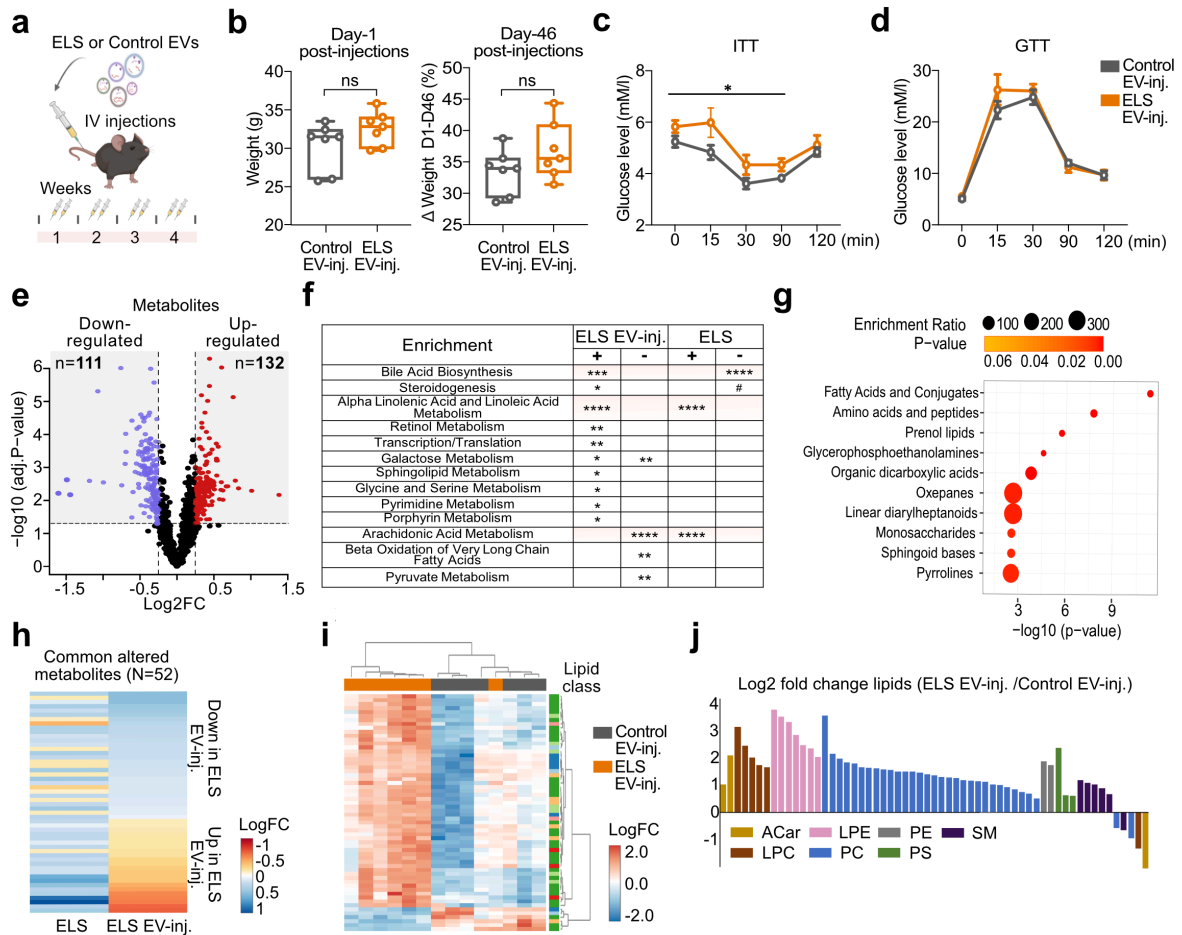 a
ELS or Control EVs
IV injections
Weeks
1 2 3 4
b
Day-1
post-injections
ns
Weight (g)
40
35
30
25
20
Control
EV-inj.
ELS
EV-inj.
Day-46
post-injections
ns
Δ Weight D1-D46 (%)
50
45
40
35
30
25
Control
EV-inj.
ELS
EV-inj.
c
ITT
*
Glucose level (mM/l)
8
6
4
2
0 15 30 90 120 (min)
d
GTT
Control
EV-inj.
ELS
EV-inj.
Glucose level (mM/l)
30
20
10
0
0 15 30 90 120 (min)
e
Metabolites
Down-
regulated
Up-
regulated
n=111
n=132
−log10 (adj.P−value)
6
5
4
3
2
1
0
-1.5 -0.5 0 0.5 1.5
Log2FC
f
Enrichment ELS EV-inj. ELS
+ - + -
Bile Acid Biosynthesis *** ****
Steroidogenesis * #
Alpha Linolenic Acid and Linoleic Acid
Metabolism **** ****
Retinol Metabolism **
Transcription/Translation **
Galactose Metabolism * **
Sphingolipid Metabolism *
Glycine and Serine Metabolism *
Pyrimidine Metabolism *
Porphyrin Metabolism *
Arachidonic Acid Metabolism **** ****
Beta Oxidation of Very Long Chain
Fatty Acids **
Pyruvate Metabolism **
g
Enrichment Ratio 100 200 300
P-value
0.06 0.04 0.02 0.00
Fatty Acids and Conjugates
Amino acids and peptides
Prenol lipids
Glycerophosphoethanolamines
Organic dicarboxylic acids
Oxepanes
Linear diarylheptanoids
Monosaccharides
Sphingoid bases
Pyrrolines
3 6 9
−log10 (p−value)
h
Common altered
metabolites (N=52)
Down in ELS
EV-inj.
Up in ELS
EV-inj.
LogFC
-1
0.5
0
0.5
1
ELS ELS EV-inj.
i
Lipid
class
Control
EV-inj.
ELS
EV-inj.
LogFC
2.0
0.0
-2.0
j
Log2 fold change lipids (ELS EV-inj. /Control EV-inj.)
4
3
2
1
0
-1
ACar LPE PE SM
LPC PC PS